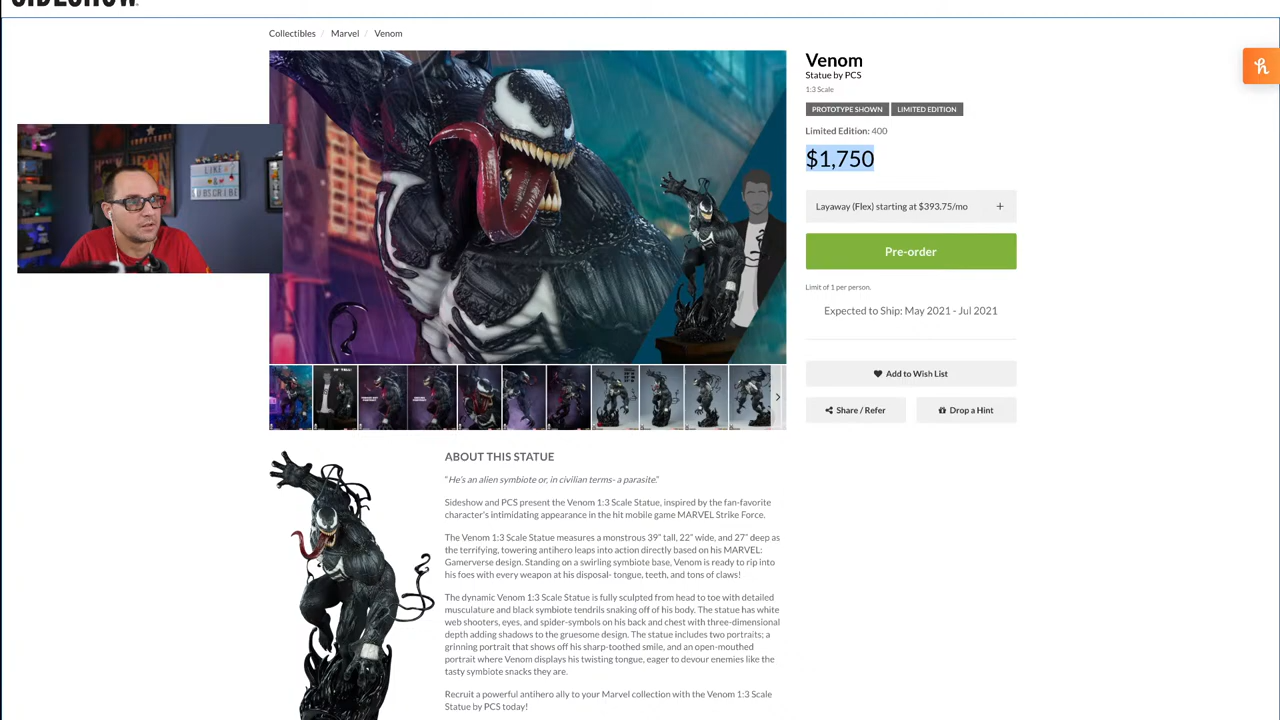 SIDESHOW
Collectibles / Marvel / Venom
Venom
Statue by PCS
1:3 Scale
PROTOTYPE SHOWN LIMITED EDITION
Limited Edition: 400
$1,750
Layaway (Flex) starting at $393.75/mo +
Pre-order
Limit of 1 per person.
Expected to Ship: May 2021 - Jul 2021
Add to Wish List
Share / Refer
Drop a Hint
LIKE
&
SUBSCRIBE
ABOUT THIS STATUE
"He's an alien symbiote or, in civilian terms- a parasite."
Sideshow and PCS present the Venom 1:3 Scale Statue, inspired by the fan-favorite
character's intimidating appearance in the hit mobile game MARVEL Strike Force.
The Venom 1:3 Scale Statue measures a monstrous 39" tall, 22" wide, and 27" deep as
the terrifying, towering antihero leaps into action directly based on his MARVEL:
Gamerverse design. Standing on a swirling symbiote base, Venom is ready to rip into
his foes with every weapon at his disposal- tongue, teeth, and tons of claws!
The dynamic Venom 1:3 Scale Statue is fully sculpted from head to toe with detailed
musculature and black symbiote tendrils snaking off of his body. The statue has white
web shooters, eyes, and spider-symbols on his back and chest with three-dimensional
depth adding shadows to the gruesome design. The statue includes two portraits; a
grinning portrait that shows off his sharp-toothed smile, and an open-mouthed
portrait where Venom displays his twisting tongue, eager to devour enemies like the
tasty symbiote snacks they are.
Recruit a powerful antihero ally to your Marvel collection with the Venom 1:3 Scale
Statue by PCS today!